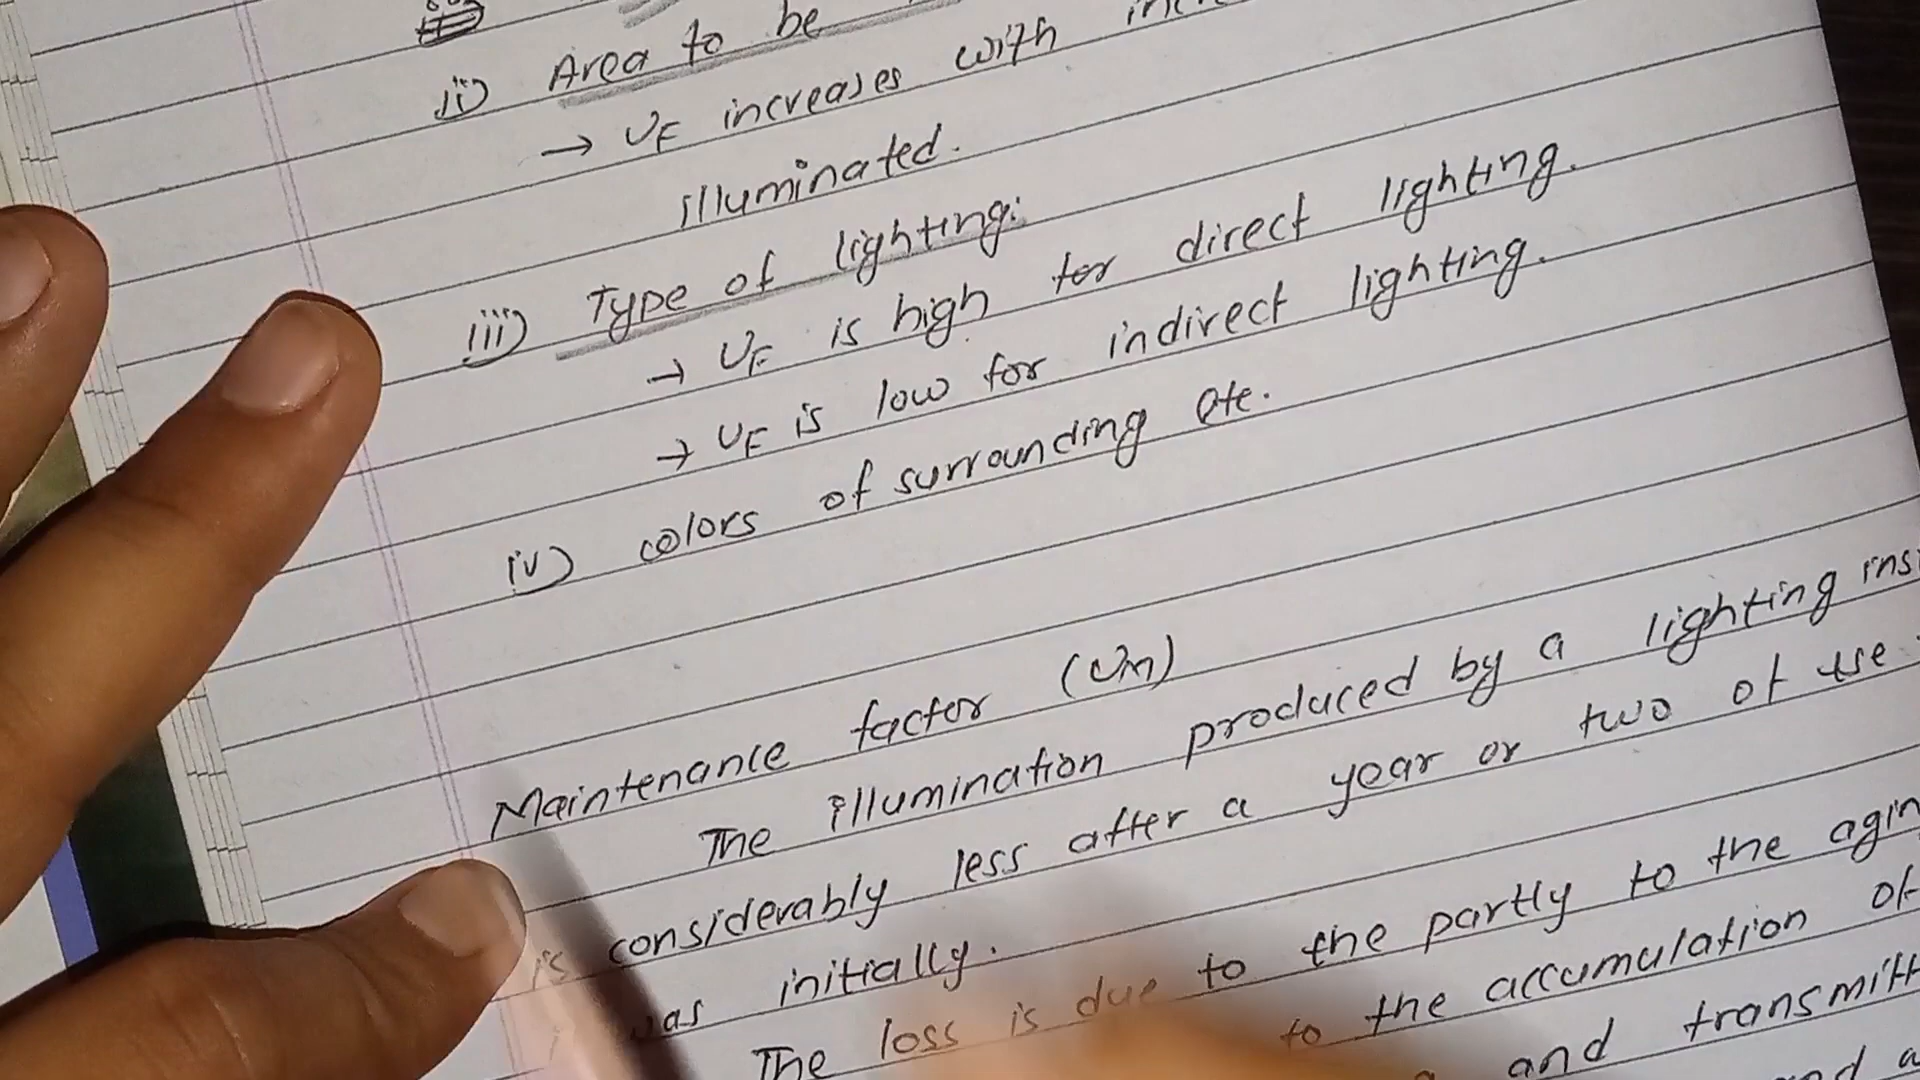 ii) Area to be
→ UF increases with
illuminated.
iii) Type of lighting:
→ UF is high for direct lighting.
→ UF is low for indirect lighting.
iv) colors of surrounding etc.
Maintenance factor (Um)
The illumination produced by a lighting ins
is considerably less after a year or two of use
was initially.
The loss is due to the partly to the agin
to the accumulation of
and transmitt